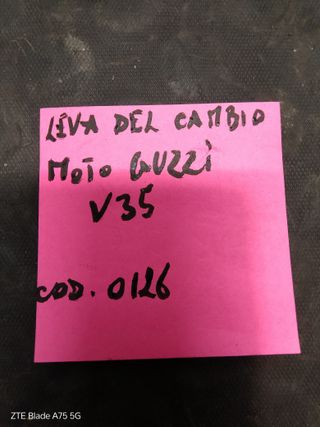 LEVA DEL CAMBIO
MOTO GUZZI
V35
COD. 0126
ZTE Blade A75 5G